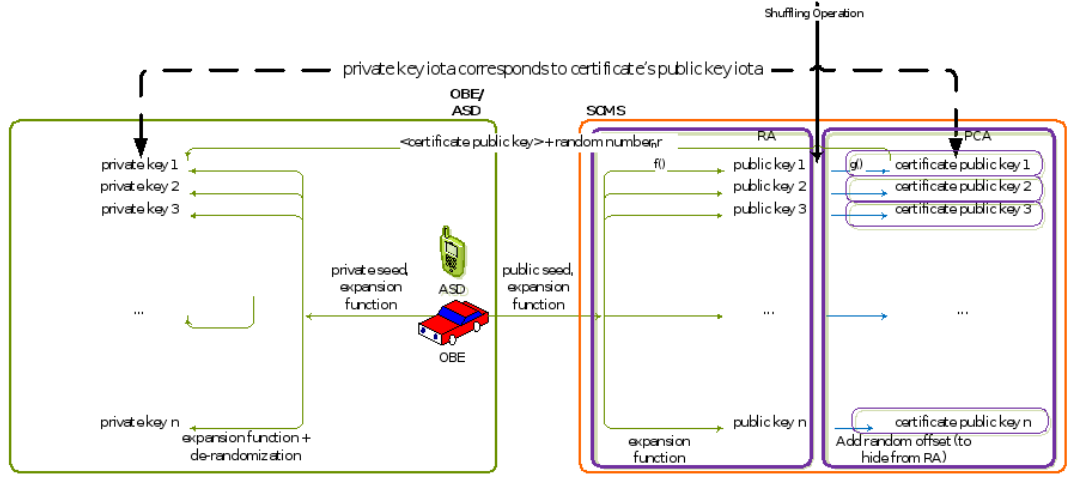 Shuffling Operation
private key iota corresponds to certificate's public key iota
OBE/
ASD
SCMS
<certificate public key> + random number, r
RA
PCA
private key 1
f()
public key 1
g()
certificate public key 1
private key 2
public key 2
certificate public key 2
private key 3
public key 3
certificate public key 3
private seed,
expansion
function
ASD
public seed,
expansion
function
...
...
...
OBE
private key n
public key n
certificate public key n
expansion function +
de-randomization
expansion
function
Add random offset (to
hide from RA)